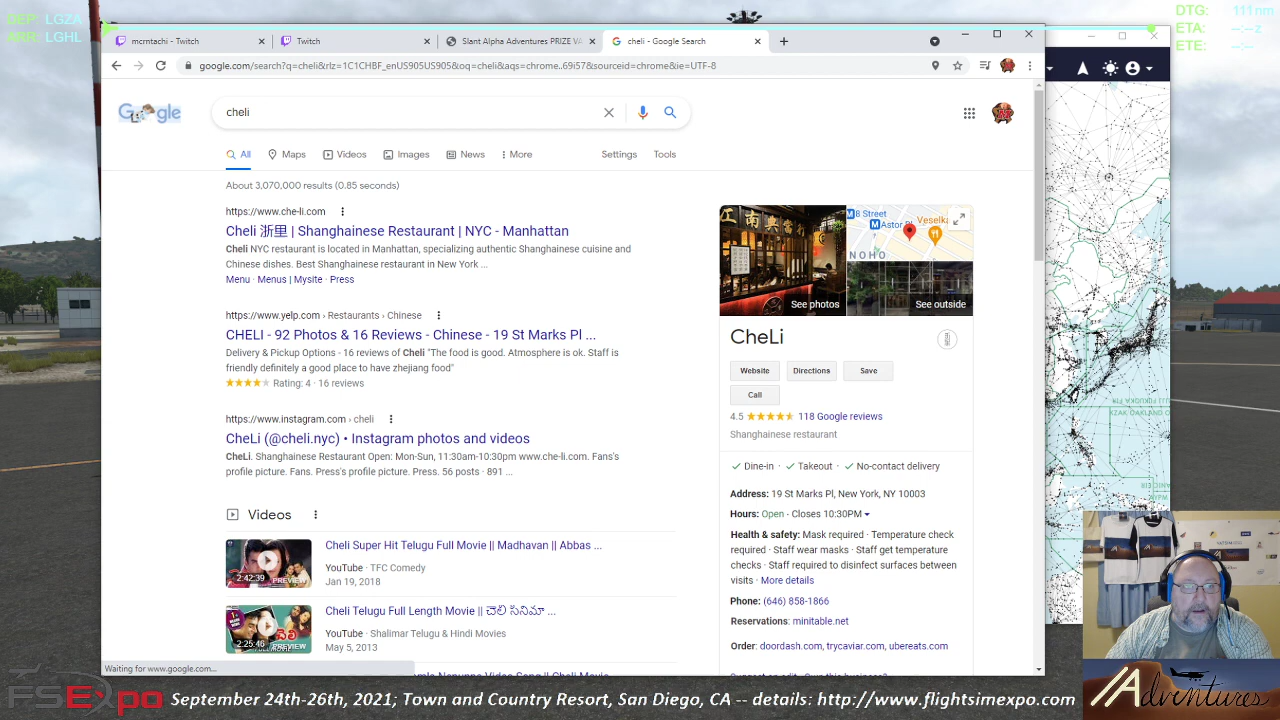 DEP: LGZA
ARR: LGHL
DTG: 111nm
ETA: --:--z
ETE: --:--
mcrntachi - Twitch
Twitch
cheli - Google Search
google.com/search?q=cheli&rlz=1C1CHBF_enUS905US905&oq=cheli&aqs=chrome..69i57&sourceid=chrome&ie=UTF-8
Google
cheli
All
Maps
Videos
Images
News
More
Settings
Tools
About 3,070,000 results (0.83 seconds)
https://www.che-li.com
Cheli 浙里 | Shanghainese Restaurant | NYC - Manhattan
Cheli NYC restaurant is located in Manhattan, specializing authentic Shanghainese cuisine and
Chinese dishes. Best Shanghainese restaurant in New York ...
Menu · Menus | Mysite · Press
https://www.yelp.com › Restaurants › Chinese
CHELI - 92 Photos & 16 Reviews - Chinese - 19 St Marks Pl ...
Delivery & Pickup Options - 16 reviews of Cheli "The food is good. Atmosphere is ok. Staff is
friendly definitely a good place to have zhejiang food"
Rating: 4 · 16 reviews
https://www.instagram.com › cheli
CheLi (@cheli.nyc) • Instagram photos and videos
CheLi. Shanghainese Restaurant Open: Mon-Sun, 11:30am-10:30pm www.che-li.com. Fans's
profile picture. Fans. Press's profile picture. Press. 56 posts · 891 ...
Videos
Cheli Super Hit Telugu Full Movie || Madhavan || Abbas ...
YouTube · TFC Comedy
Jan 19, 2018
2:42:39
PREVIEW
Cheli Telugu Full Length Movie || చెలి సినిమా ...
YouTube · Shalimar Telugu & Hindi Movies
May 5, 2013
2:25:46
PREVIEW
Waiting for www.google.com...
江南興當
See photos
8 Street
Astor Pl
Veselka
NOHO
See outside
CheLi
Website
Directions
Save
Call
4.5
118 Google reviews
Shanghainese restaurant
Dine-in · Takeout · No-contact delivery
Address: 19 St Marks Pl, New York, NY 10003
Hours: Open · Closes 10:30PM
Health & safety: Mask required · Temperature check
required · Staff wear masks · Staff get temperature
checks · Staff required to disinfect surfaces between
visits · More details
Phone: (646) 858-1866
Reservations: minitable.net
Order: doordash.com, trycaviar.com, ubereats.com
FSExpo
September 24th-26th 2021, Town and Country Resort, San Diego, CA -- details: http://www.flightsimexpo.com
Adventures